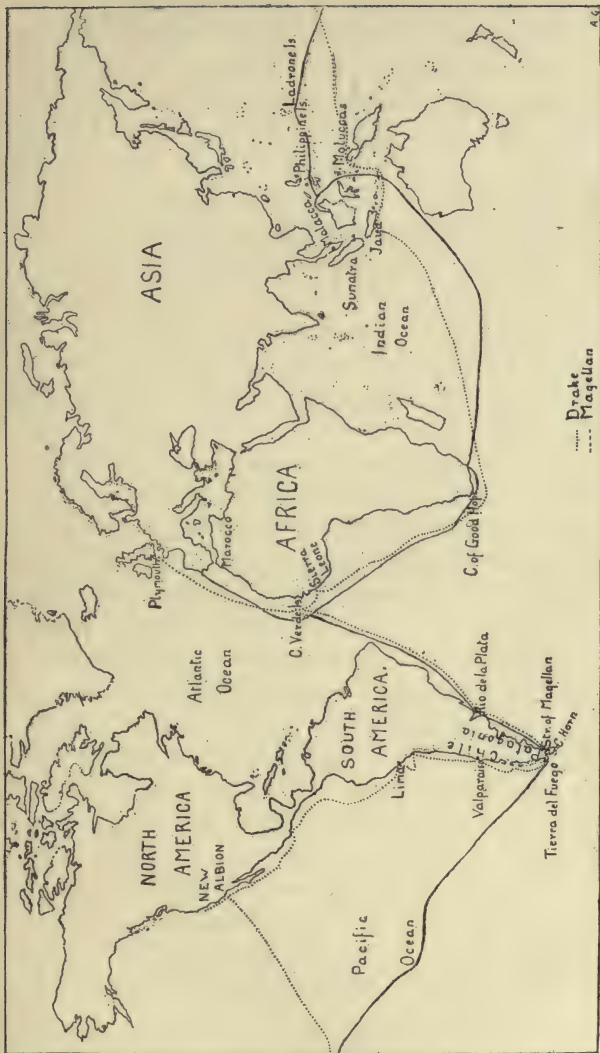 NORTH
AMERICA
NEW
ALBION
Atlantic
Ocean
Plymouth
Marocco
C. Verde Is.
Sierra
Leone
AFRICA
ASIA
Ladrone Is.
Philippine Is.
Malacca
Moluccas
Sumatra
Java
Indian
Ocean
C. of Good Hope
SOUTH
AMERICA.
Lima
Valparaiso
Chile
Patagonia
Rio de la Plata
Str. of Magellan
C. Horn
Tierra del Fuego
Pacific
Ocean
Drake
Magellan
A.G.